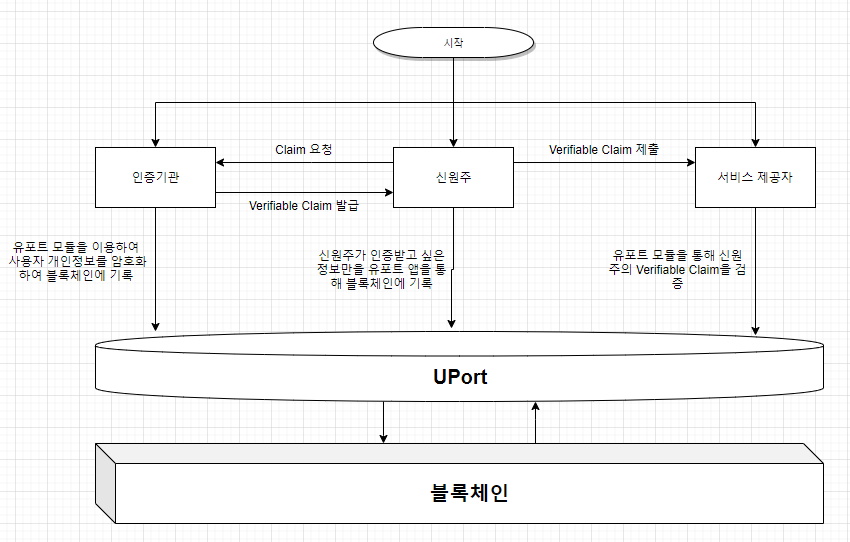 시작
Claim 요청
Verifiable Claim 제출
인증기관
신원주
서비스 제공자
Verifiable Claim 발급
유포트 모듈을 이용하여
사용자 개인정보를 암호화
하여 블록체인에 기록
신원주가 인증받고 싶은
정보만을 유포트 앱을 통
해 블록체인에 기록
유포트 모듈을 통해 신원
주의 Verifiable Claim을 검
증
UPort
블록체인